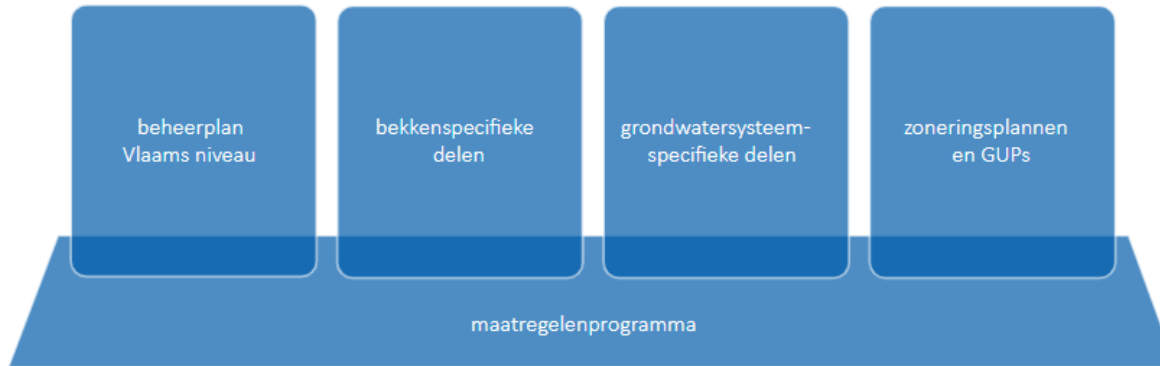 beheerplan
Vlaams niveau
bekkenspecifieke
delen
grondwatersysteem-
specifieke delen
zoneringsplannen
en GUPs
maatregelenprogramma